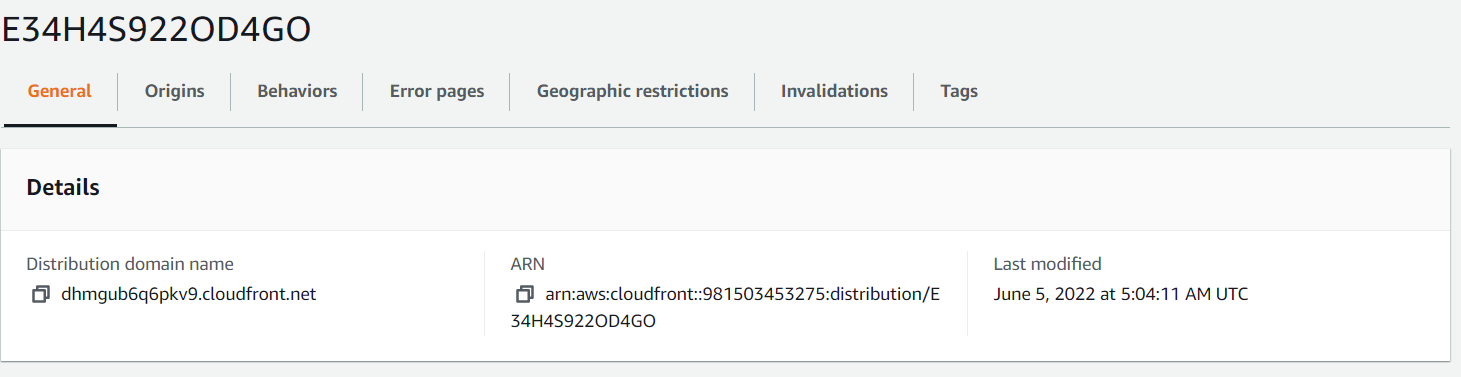 E34H4S922OD4GO
General Origins Behaviors Error pages Geographic restrictions Invalidations Tags
Details
Distribution domain name
dhmgub6q6pkv9.cloudfront.net
ARN
arn:aws:cloudfront::981503453275:distribution/E
34H4S922OD4GO
Last modified
June 5, 2022 at 5:04:11 AM UTC